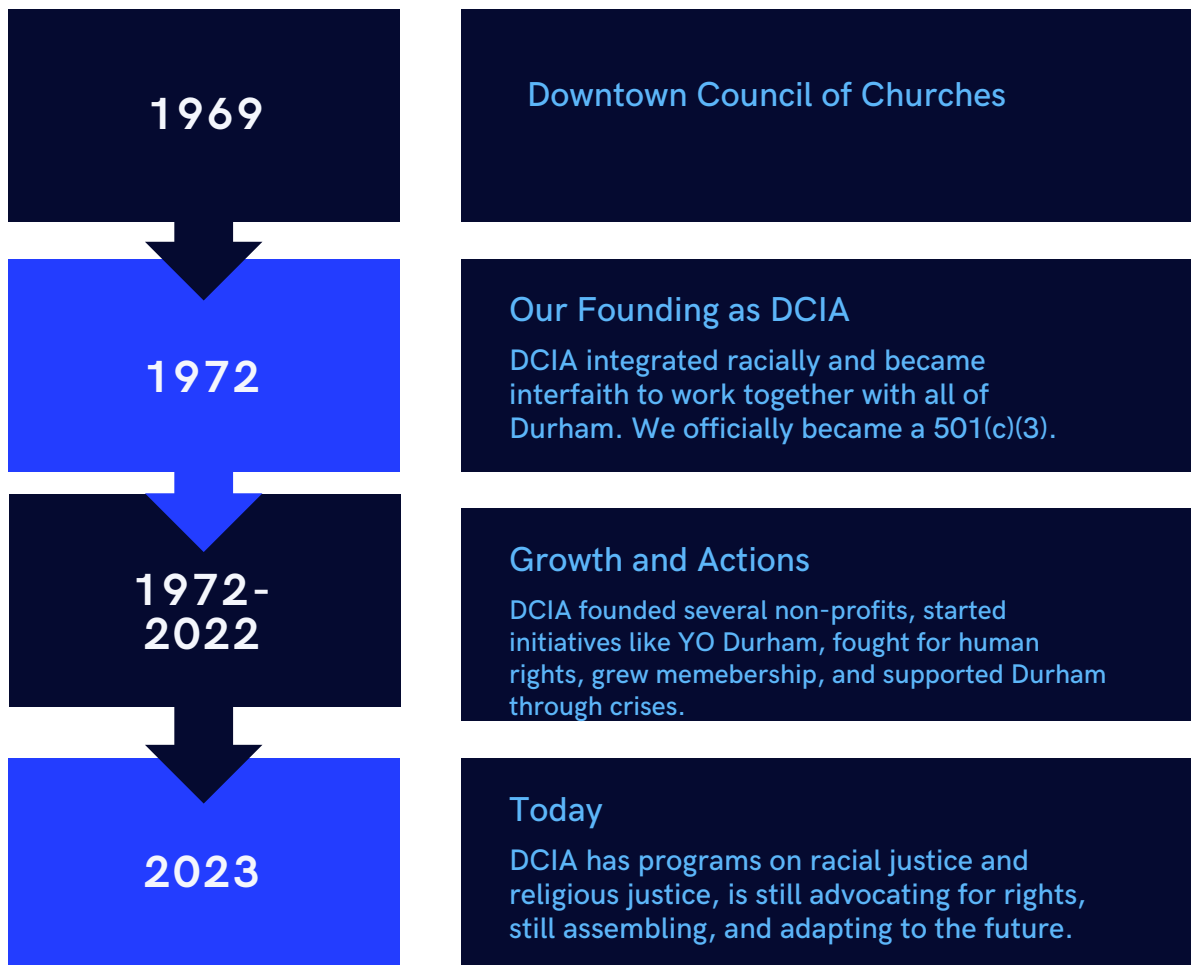 1969
Downtown Council of Churches
1972
Our Founding as DCIA
DCIA integrated racially and became
interfaith to work together with all of
Durham. We officially became a 501(c)(3).
1972-
2022
Growth and Actions
DCIA founded several non-profits, started
initiatives like YO Durham, fought for human
rights, grew memebership, and supported Durham
through crises.
2023
Today
DCIA has programs on racial justice and
religious justice, is still advocating for rights,
still assembling, and adapting to the future.